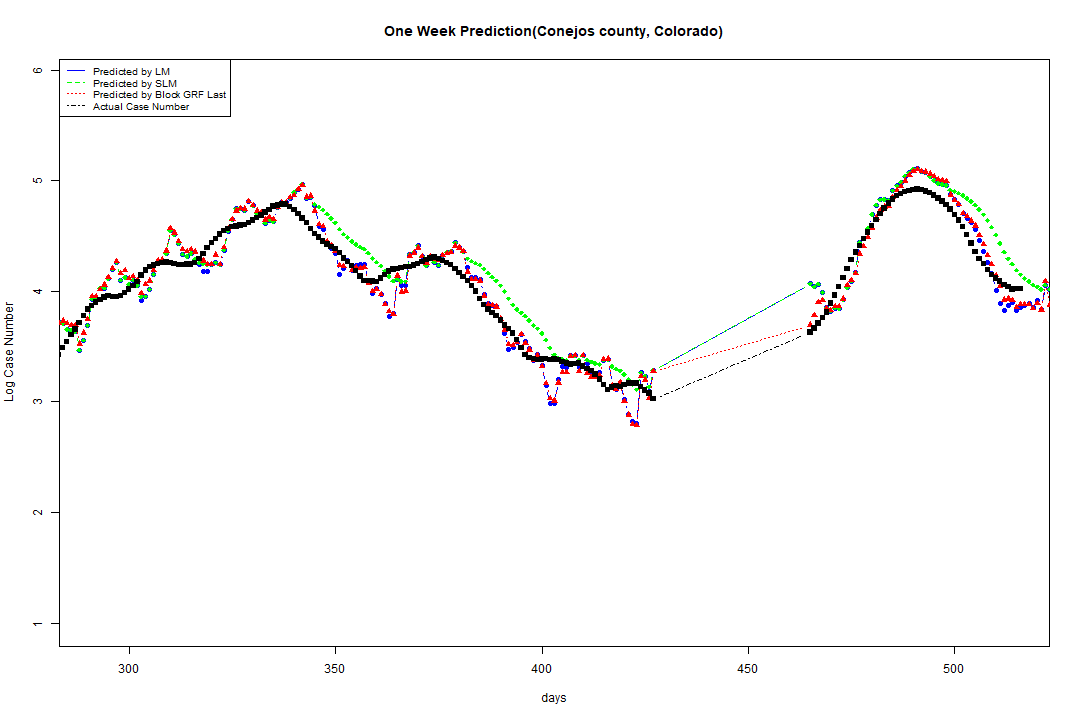 One Week Prediction(Conejos county, Colorado)
Predicted by LM
Predicted by SLM
Predicted by Block GRF Last
Actual Case Number
6
5
4
3
2
1
Log Case Number
300
350
400
450
500
days